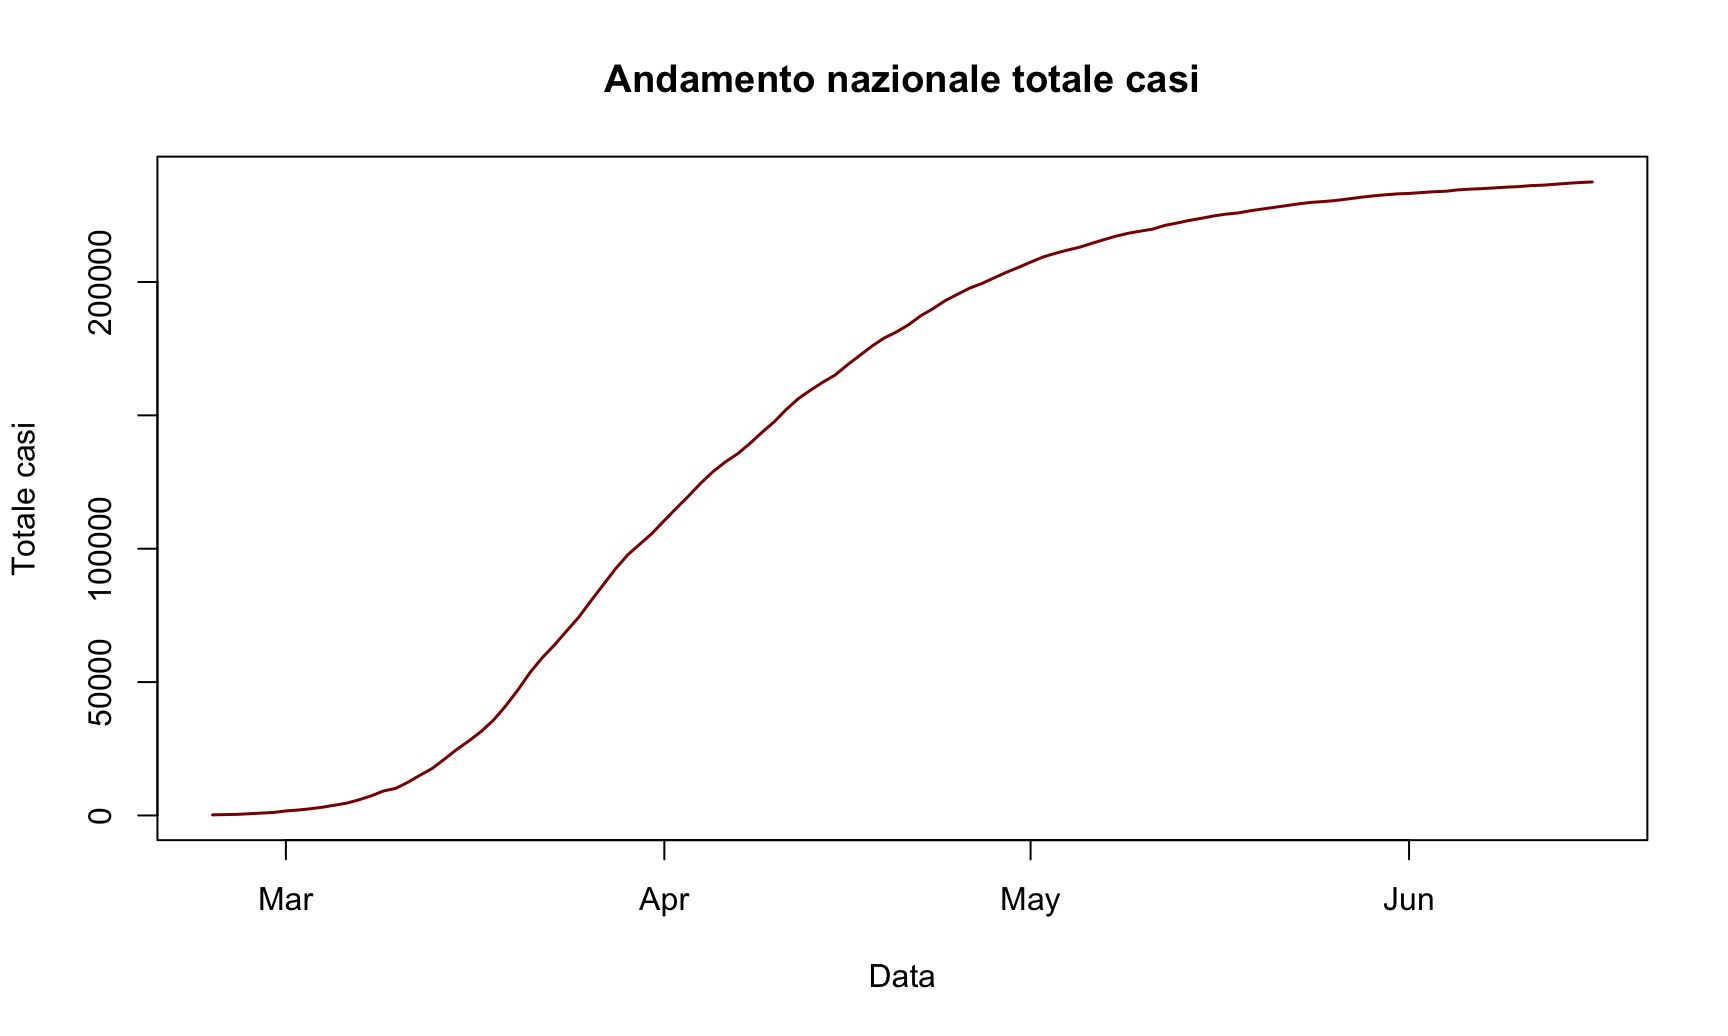 Andamento nazionale totale casi
Totale casi
200000
100000
50000
0
Mar Apr May Jun
Data